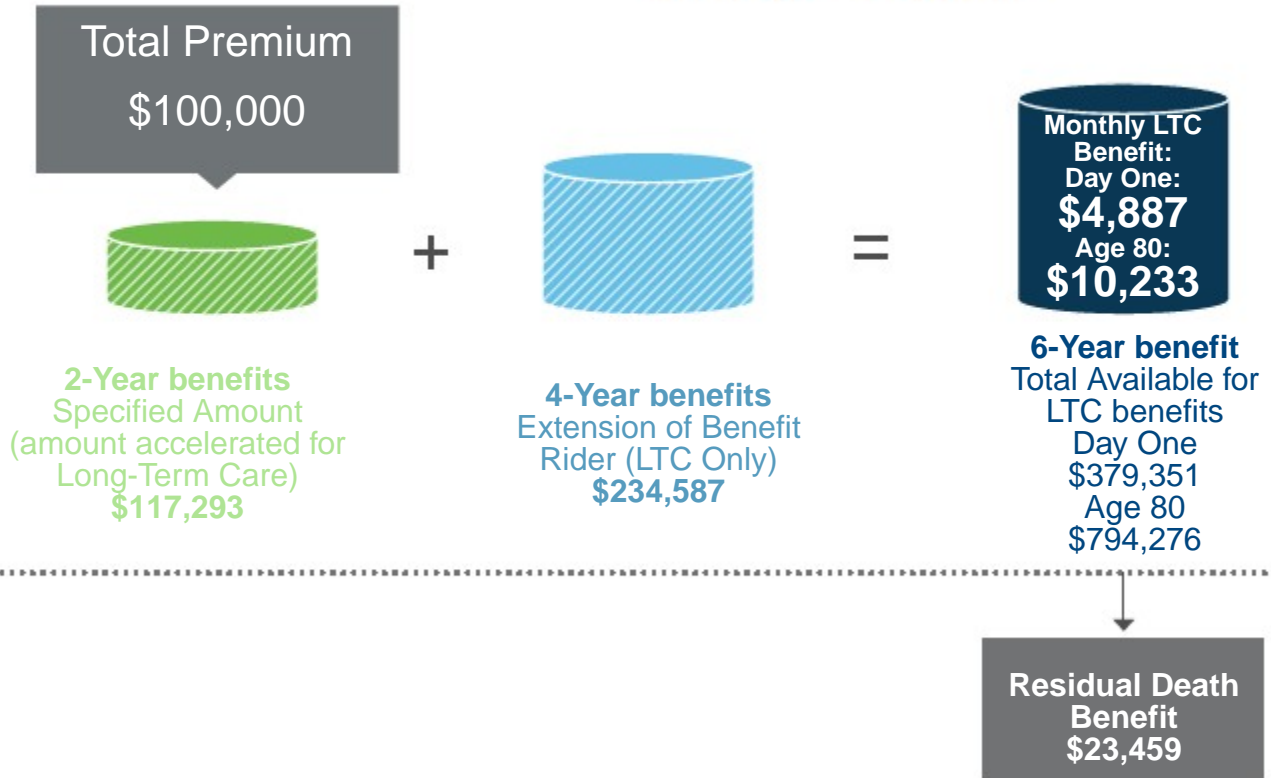 Total Premium
$100,000
+
=
Monthly LTC
Benefit:
Day One:
$4,887
Age 80:
$10,233
2-Year benefits
Specified Amount
(amount accelerated for
Long-Term Care)
$117,293
4-Year benefits
Extension of Benefit
Rider (LTC Only)
$234,587
6-Year benefit
Total Available for
LTC benefits
Day One
$379,351
Age 80
$794,276
Residual Death
Benefit
$23,459